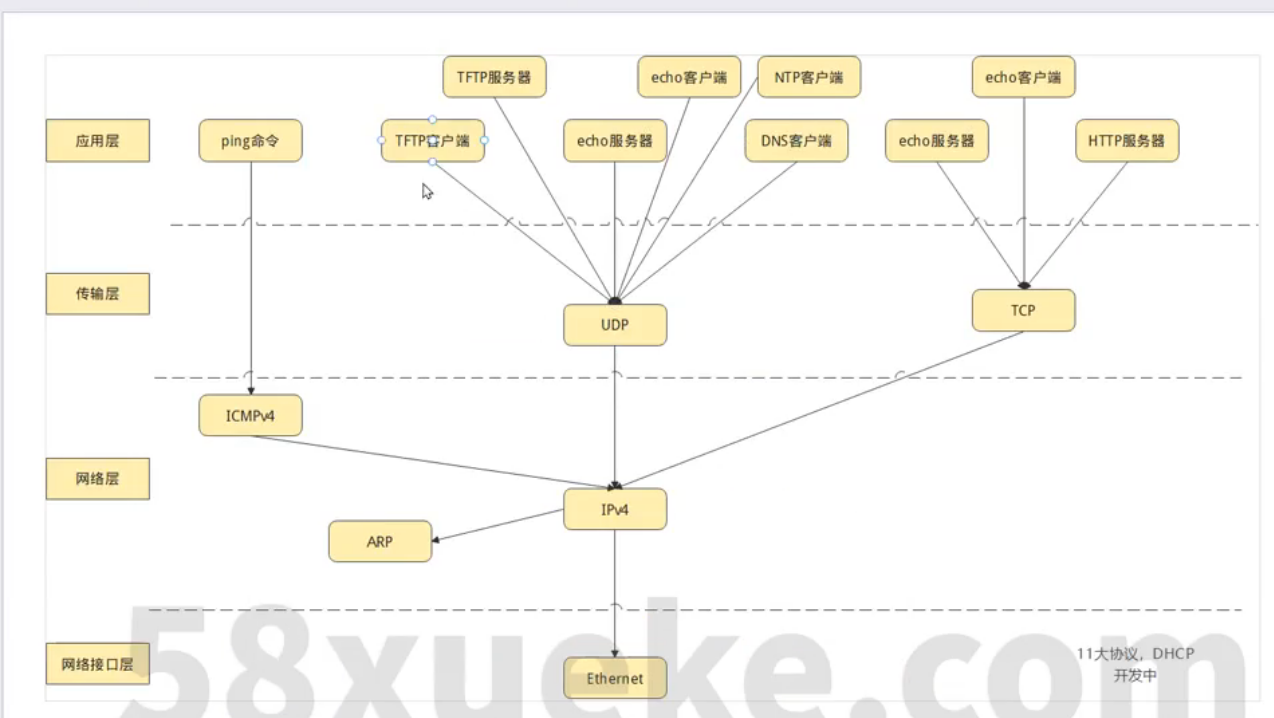 TFTP服务器
echo客户端
NTP客户端
echo客户端
应用层
ping命令
TFTP客户端
echo服务器
DNS客户端
echo服务器
HTTP服务器
传输层
UDP
TCP
ICMPv4
网络层
IPv4
ARP
网络接口层
Ethernet
11大协议，DHCP
开发中
58xueke.com